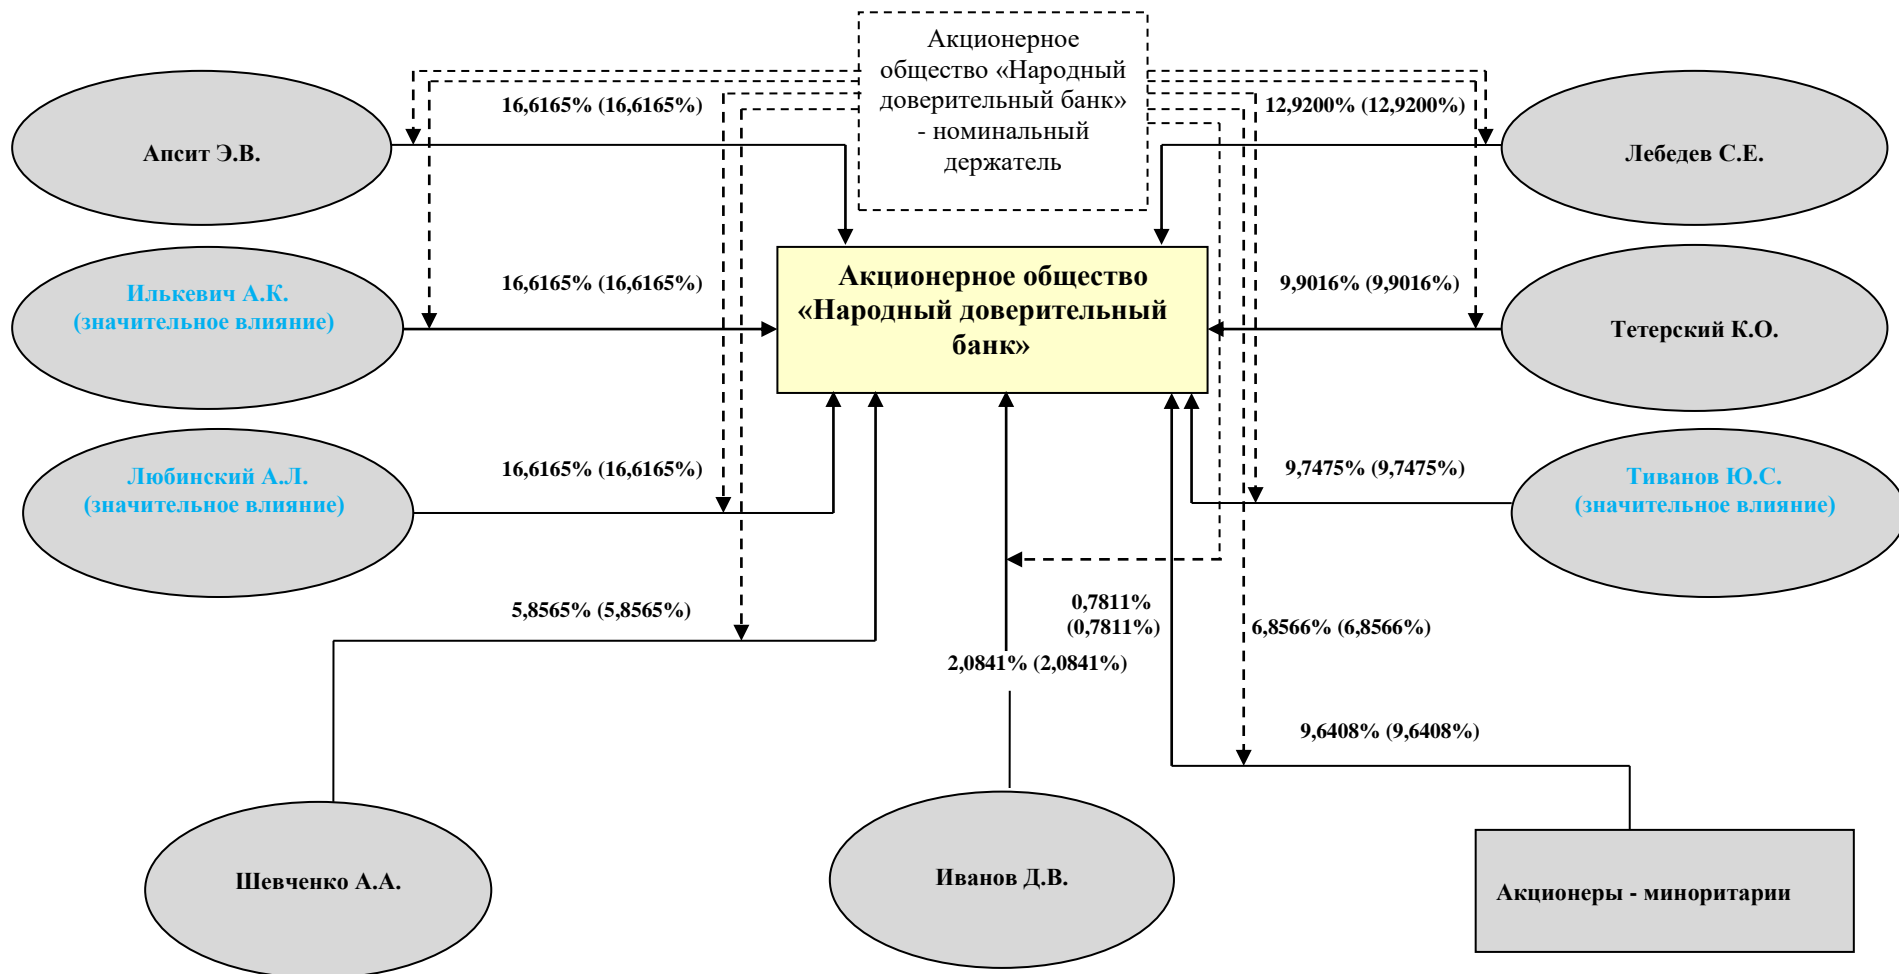 Акционерное
общество «Народный
доверительный банк»
- номинальный
держатель
16,6165% (16,6165%)
12,9200% (12,9200%)
Апсит Э.В.
Лебедев С.Е.
Илькевич А.К.
(значительное влияние)
16,6165% (16,6165%)
Акционерное общество
«Народный доверительный
банк»
9,9016% (9,9016%)
Тетерский К.О.
Любинский А.Л.
(значительное влияние)
16,6165% (16,6165%)
9,7475% (9,7475%)
Тиванов Ю.С.
(значительное влияние)
5,8565% (5,8565%)
0,7811%
(0,7811%)
6,8566% (6,8566%)
2,0841% (2,0841%)
9,6408% (9,6408%)
Шевченко А.А.
Иванов Д.В.
Акционеры - миноритарии